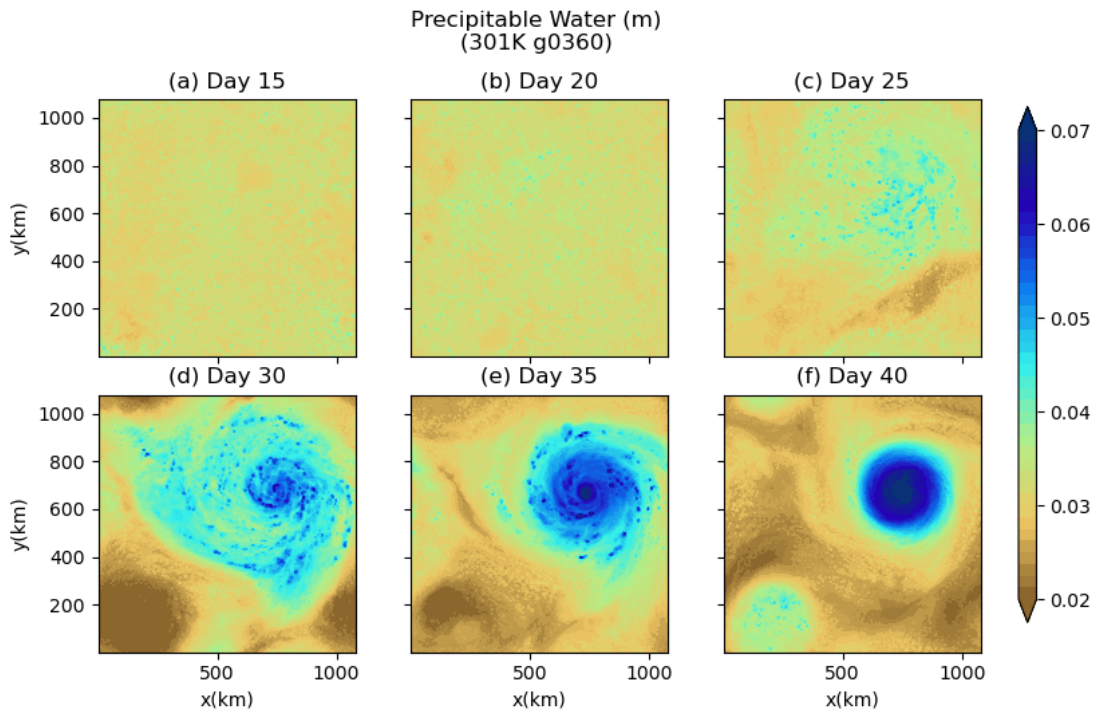 Precipitable Water (m)
(301K g0360)
(a) Day 15
(b) Day 20
(c) Day 25
1000
800
600
400
200
y(km)
0.07
0.06
0.05
0.04
0.03
0.02
(d) Day 30
(e) Day 35
(f) Day 40
1000
800
600
400
200
y(km)
500 1000
500 1000
500 1000
x(km)
x(km)
x(km)